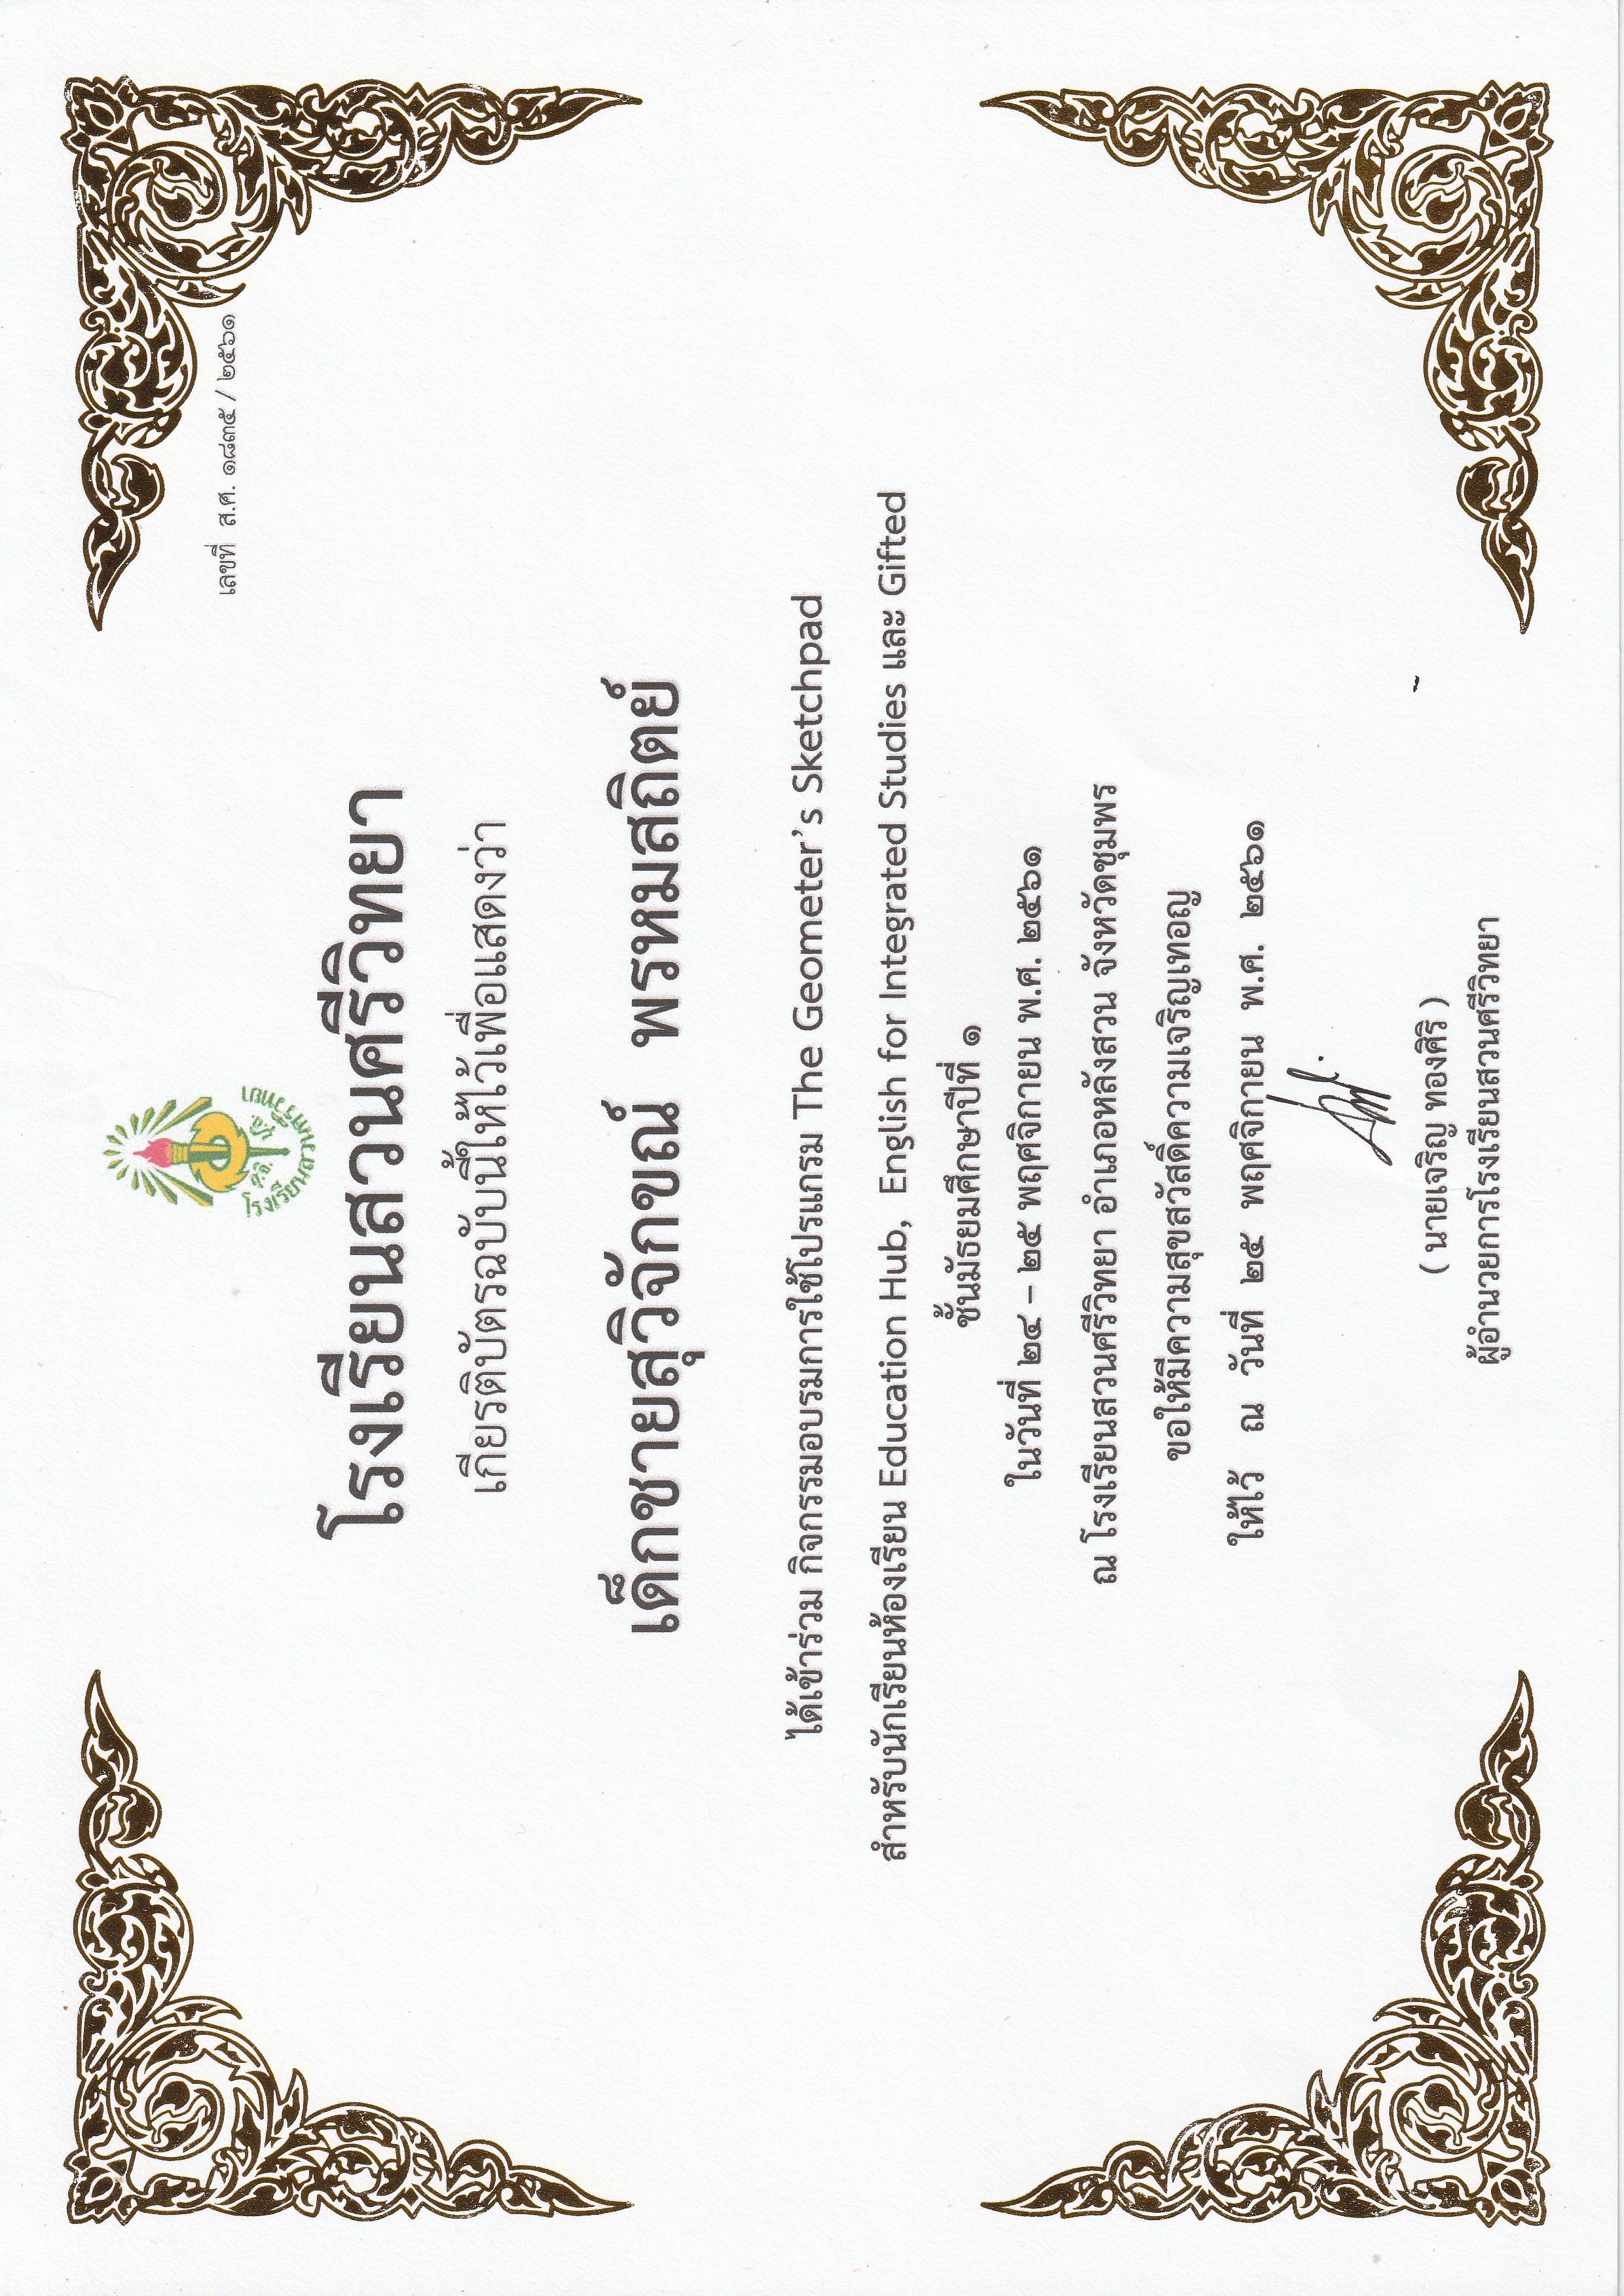 เลขที่ ส.ศ. ๑๘๓๕ / ๒๕๖๑
สุ.จิ. ปุ.ลิ.
โรงเรียนสวนศรีวิทยา
โรงเรียนสวนศรีวิทยา
เกียรติบัตรฉบับนี้ให้ไว้เพื่อแสดงว่า
เด็กชายสุวิจักขณ์ พรหมสถิตย์
ได้เข้าร่วม กิจกรรมอบรมการใช้โปรแกรม The Geometer’s Sketchpad
สำหรับนักเรียนห้องเรียน Education Hub, English for Integrated Studies และ Gifted
ชั้นมัธยมศึกษาปีที่ ๑
ในวันที่ ๒๔ – ๒๕ พฤศจิกายน พ.ศ. ๒๕๖๑
ณ โรงเรียนสวนศรีวิทยา อำเภอหลังสวน จังหวัดชุมพร
ขอให้มีความสุขสวัสดิ์ความเจริญเทอญ
ให้ไว้ ณ วันที่ ๒๕ พฤศจิกายน พ.ศ. ๒๕๖๑
( นายเจริญ ทองศิริ )
ผู้อำนวยการโรงเรียนสวนศรีวิทยา